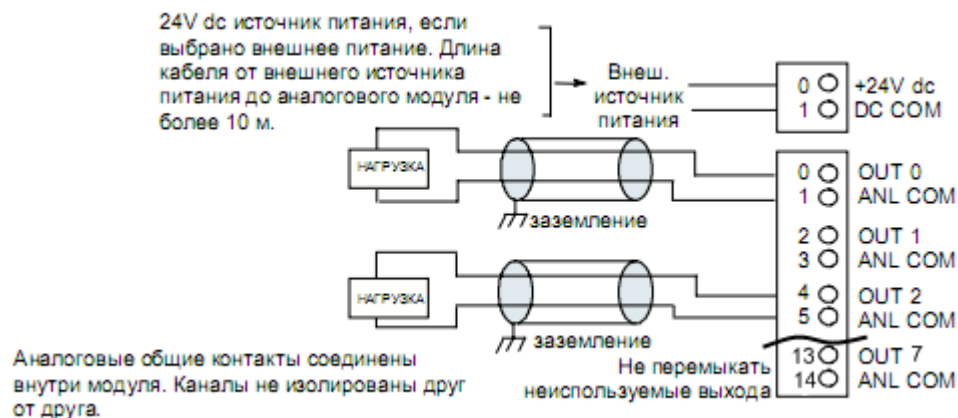 24V dc источник питания, если
выбрано внешнее питание. Длина
кабеля от внешнего источника
питания до аналогового модуля - не
более 10 м.
Внеш.
источник
питания
0 +24V dc
1 DC COM
НАГРУЗКА
заземление
0 OUT 0
1 ANL COM
2 OUT 1
3 ANL COM
НАГРУЗКА
заземление
4 OUT 2
5 ANL COM
13 OUT 7
14 ANL COM
Не перемыкать
неиспользуемые выхода
Аналоговые общие контакты соединены
внутри модуля. Каналы не изолированы друг
от друга.